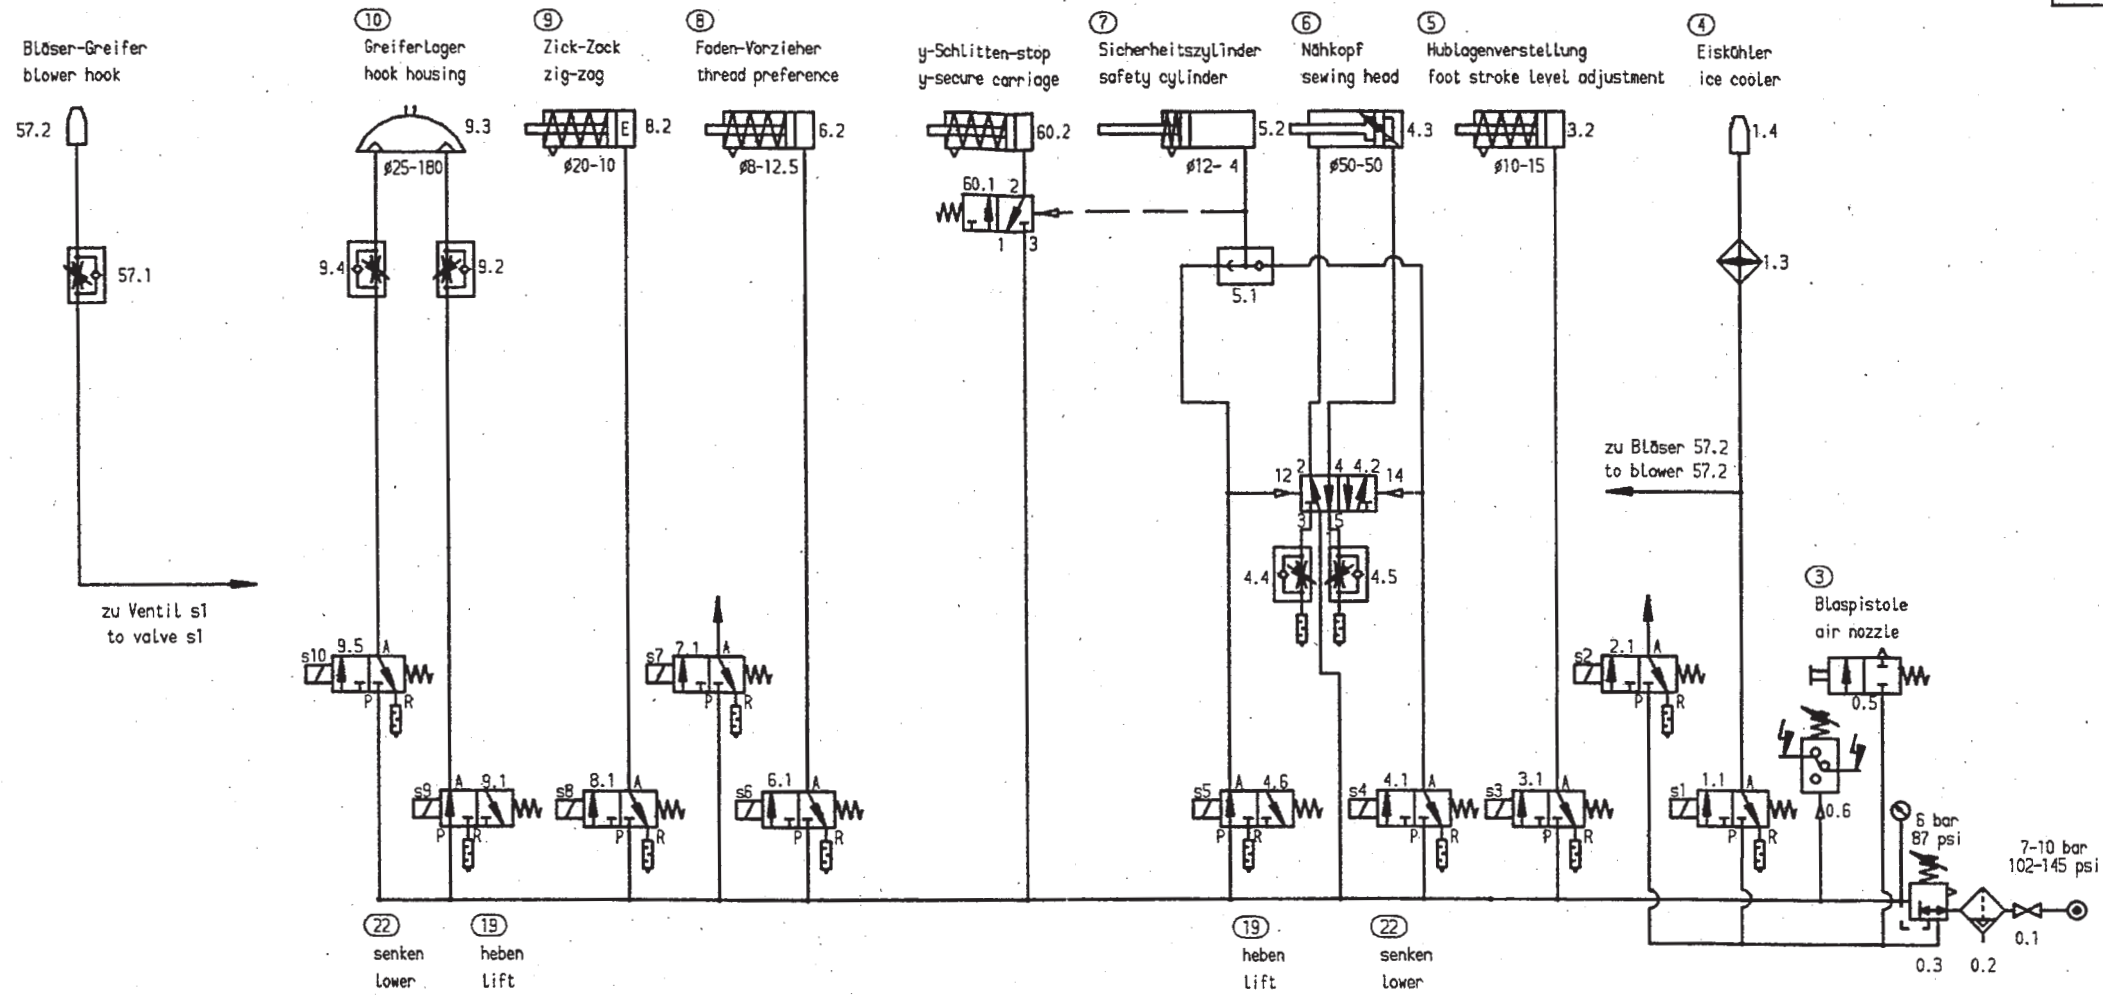 10
9
8
7
6
5
4
Bläser-Greifer
blower hook
Greiferlager
hook housing
Zick-Zack
zig-zag
Faden-Vorzieher
thread preference
y-Schlitten-stop
y-secure carriage
Sicherheitszylinder
safety cylinder
Nähkopf
sewing head
Hublagenverstellung
foot stroke level adjustment
Eiskühler
ice cooler
57.2
9.3
ø25-180
E
8.2
ø20-10
6.2
ø8-12.5
60.2
5.2
ø12- 4
4.3
ø50-50
3.2
ø10-15
1.4
60.1 2
1 3
57.1
9.4
9.2
5.1
1.3
zu Bläser 57.2
to blower 57.2
12 2 4 4.2 14
3 5
4.4
4.5
zu Ventil s1
to valve s1
3
Blaspistole
air nozzle
s10 9.5 A
P R
s7 7.1 A
P R
s2 2.1 A
P R
0.5
0.6
s9 A 9.1
P R
s8 8.1 A
P R
s6 6.1 A
P R
s5 A 4.6
P R
s4 4.1 A
P R
s3 3.1 A
P R
s1 1.1 A
P R
6 bar
87 psi
7-10 bar
102-145 psi
0.1
0.2
0.3
22
senken
lower
19
heben
lift
19
heben
lift
22
senken
lower